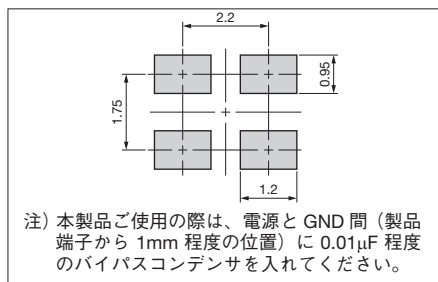 2.2
0.95
1.75
1.2
注）本製品ご使用の際は、電源と GND 間（製品
端子から 1mm 程度の位置）に 0.01μF 程度
のバイパスコンデンサを入れてください。